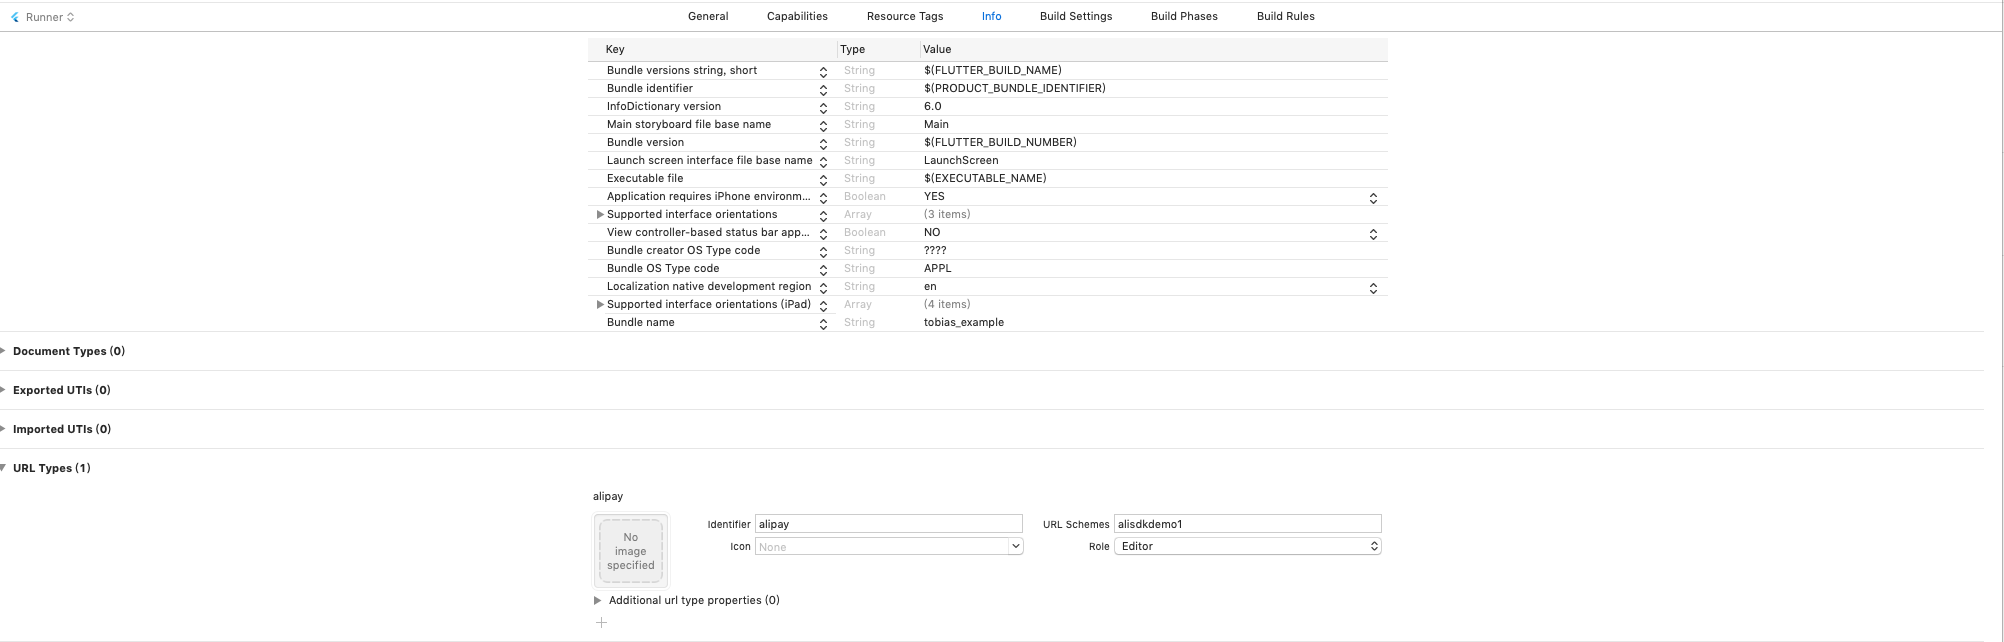 Runner
General Capabilities Resource Tags Info Build Settings Build Phases Build Rules
Key Type Value
Bundle versions string, short String $(FLUTTER_BUILD_NAME)
Bundle identifier String $(PRODUCT_BUNDLE_IDENTIFIER)
InfoDictionary version String 6.0
Main storyboard file base name String Main
Bundle version String $(FLUTTER_BUILD_NUMBER)
Launch screen interface file base name String LaunchScreen
Executable file String $(EXECUTABLE_NAME)
Application requires iPhone environm... Boolean YES
Supported interface orientations Array (3 items)
View controller-based status bar app... Boolean NO
Bundle creator OS Type code String ????
Bundle OS Type code String APPL
Localization native development region String en
Supported interface orientations (iPad) Array (4 items)
Bundle name String tobias_example
Document Types (0)
Exported UTIs (0)
Imported UTIs (0)
URL Types (1)
alipay
No image specified
Identifier alipay URL Schemes alisdkdemo1
Icon None Role Editor
Additional url type properties (0)